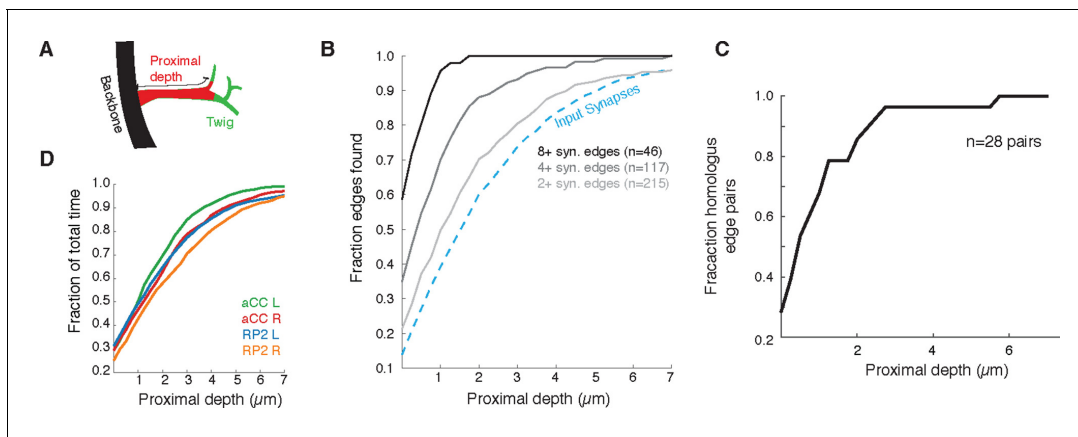 A
Proximal
depth
Backbone
Twig
B
1.0
0.9
0.8
0.7
0.6
0.5
0.4
0.3
0.2
0.1
Fraction edges found
Input Synapses
8+ syn. edges (n=46)
4+ syn. edges (n=117)
2+ syn. edges (n=215)
0 1 2 3 4 5 6 7
Proximal depth (µm)
C
1.0
0.8
0.6
0.4
0.2
Fracaction homologus
edge pairs
n=28 pairs
2 4 6
Proximal depth (µm)
D
1.0
0.9
0.8
0.7
0.6
0.5
0.4
0.3
0.2
Fraction of total time
aCC L
aCC R
RP2 L
RP2 R
1 2 3 4 5 6 7
Proximal depth (µm)